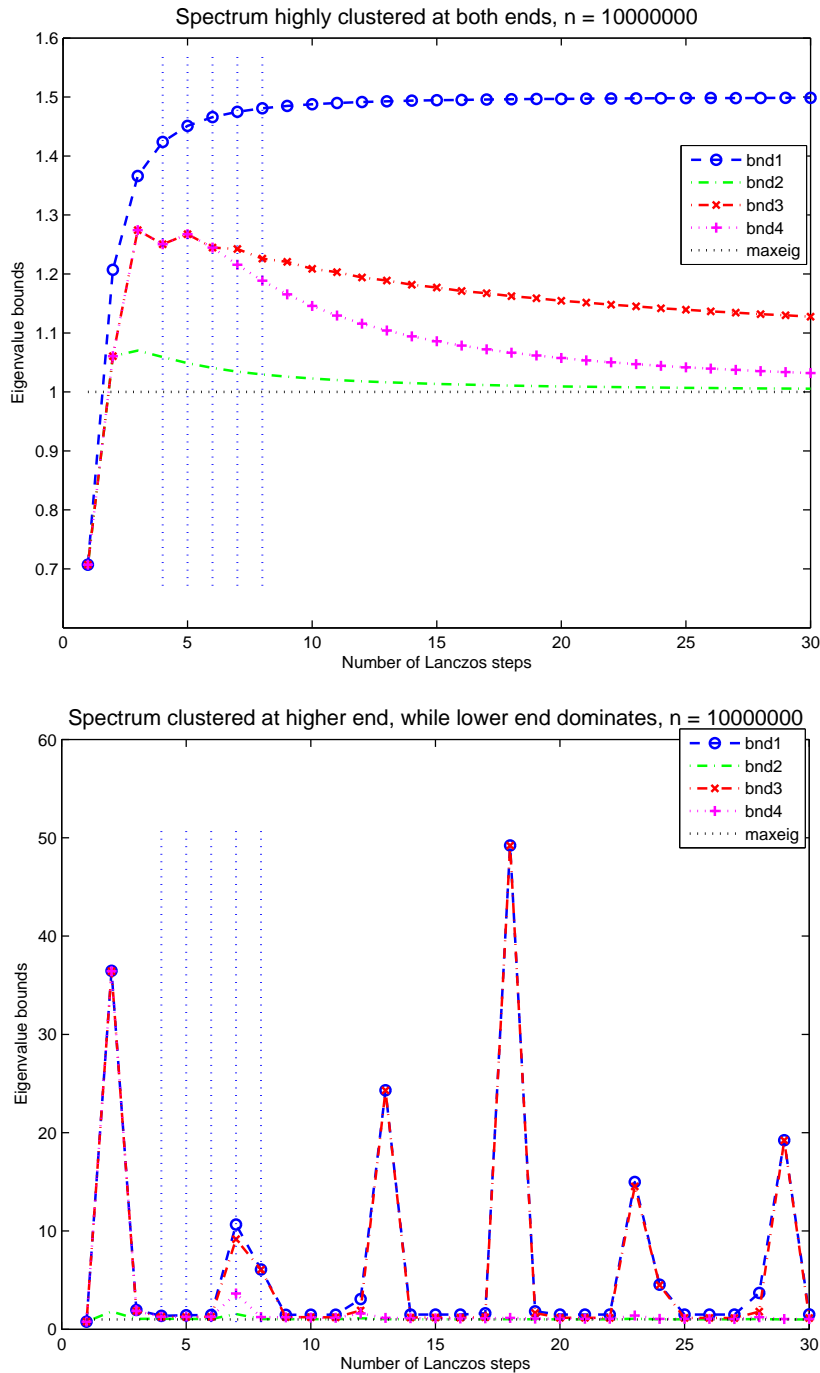 Spectrum highly clustered at both ends, n = 10000000
1.6
1.5
1.4
1.3
1.2
1.1
1
0.9
0.8
0.7
Eigenvalue bounds
bnd1
bnd2
bnd3
bnd4
maxeig
0 5 10 15 20 25 30
Number of Lanczos steps
Spectrum clustered at higher end, while lower end dominates, n = 10000000
60
50
40
30
20
10
0
Eigenvalue bounds
bnd1
bnd2
bnd3
bnd4
maxeig
0 5 10 15 20 25 30
Number of Lanczos steps